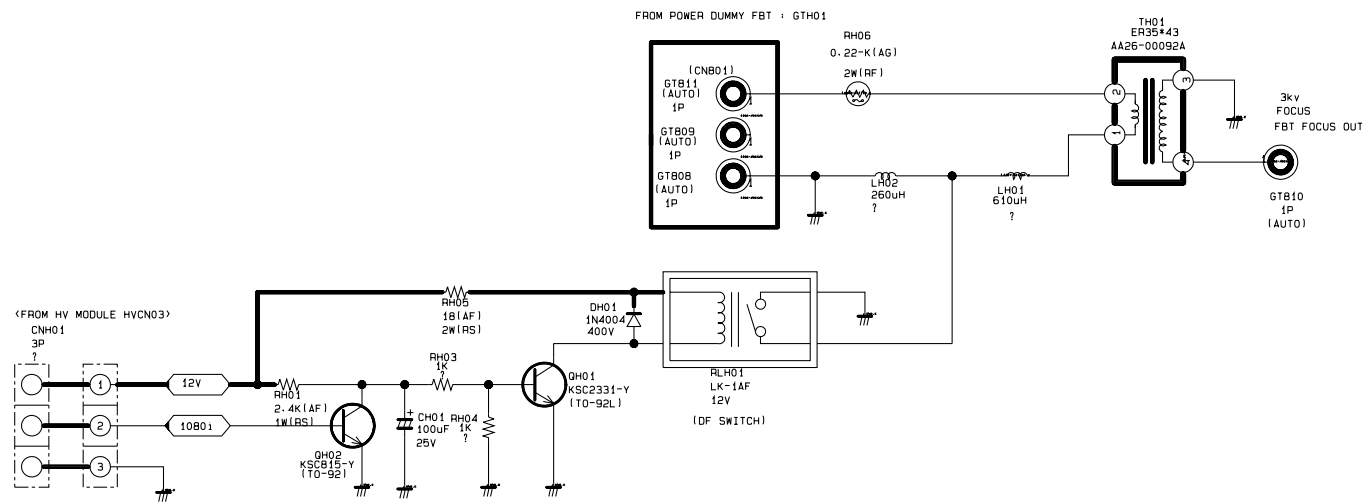 FROM POWER DUMMY FBT : GTH01
(CN801)
GT811
(AUTO)
1P
1
GT809
(AUTO)
1P
1
GT808
(AUTO)
1P
1
RH06
0.22-K(AG)
2W(RF)
TH01
ER35*43
AA26-00092A
2
3
1
4
3kv
FOCUS
FBT FOCUS OUT
GT810
1P
(AUTO)
1
LH02
260uH
?
LH01
610uH
?
<FROM HV MODULE HVCN03>
CNH01
3P
?
1
12V
2
1080i
3
RH05
18(AF)
2W(RS)
DH01
1N4004
400V
RLH01
LK-1AF
12V
(DF SWITCH)
RH01
2.4K(AF)
1W(RS)
QH02
KSC815-Y
(TO-92)
CH01
100uF
25V
+
RH03
1K
?
RH04
1K
?
QH01
KSC2331-Y
(TO-92L)